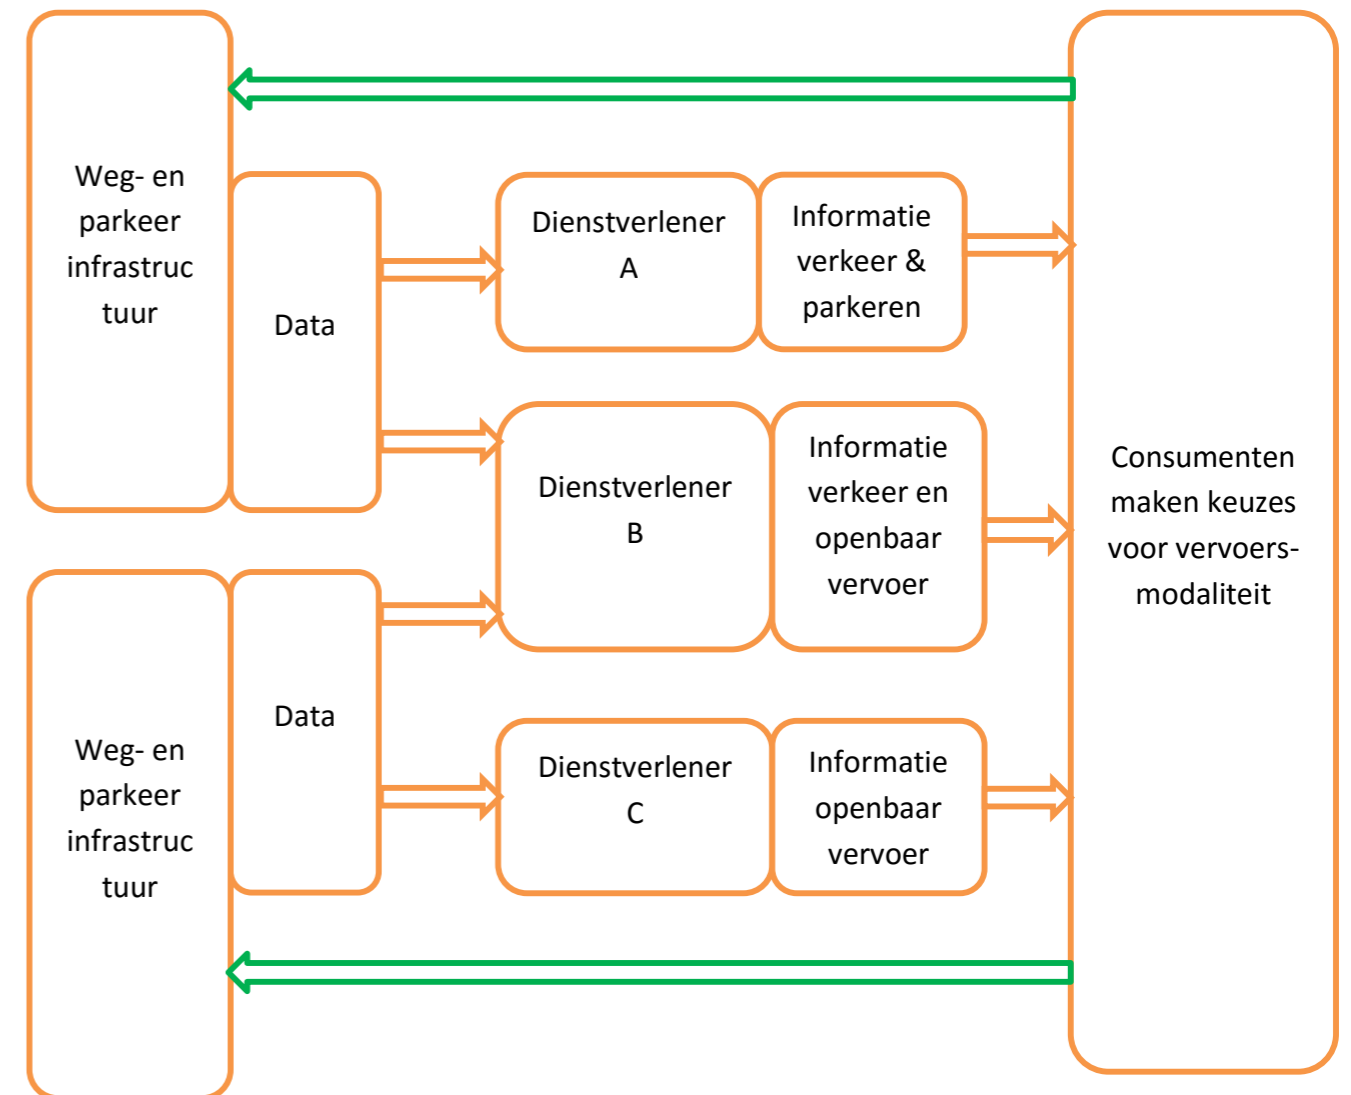 Weg- en
parkeer
infrastruc
tuur
Data
Dienstverlener
A
Informatie
verkeer &
parkeren
Dienstverlener
B
Informatie
verkeer en
openbaar
vervoer
Weg- en
parkeer
infrastruc
tuur
Data
Dienstverlener
C
Informatie
openbaar
vervoer
Consumenten
maken keuzes
voor vervoers-
modaliteit